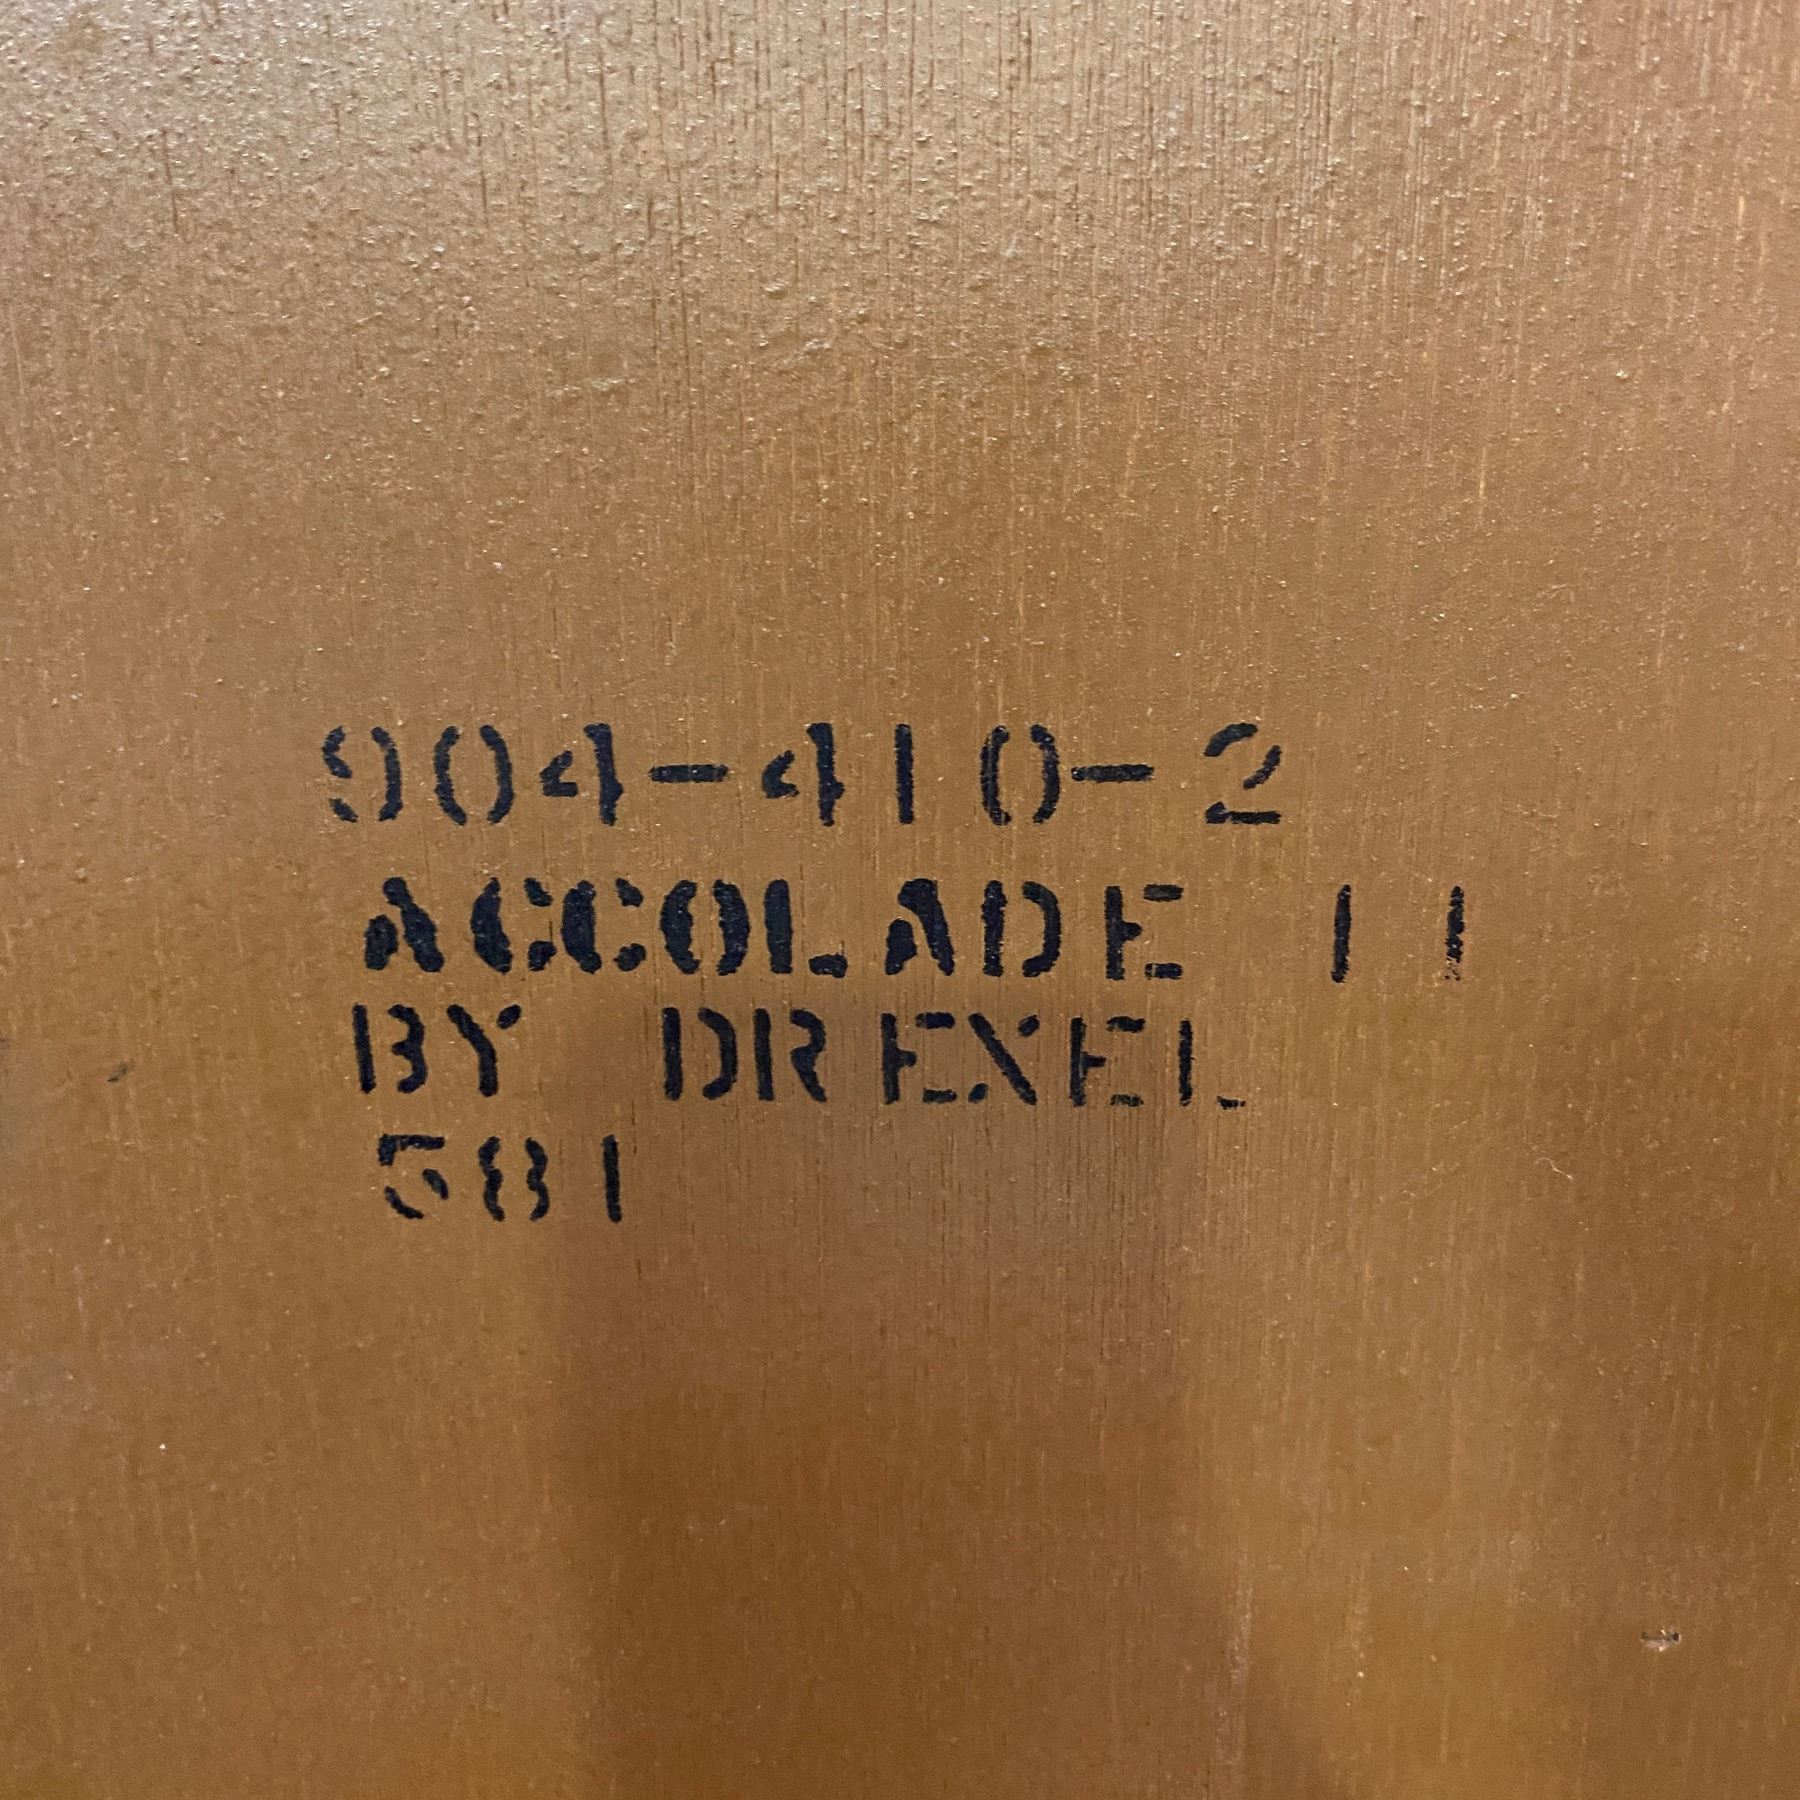 904-410-2
ACCOLADE II
BY DREXEL
581